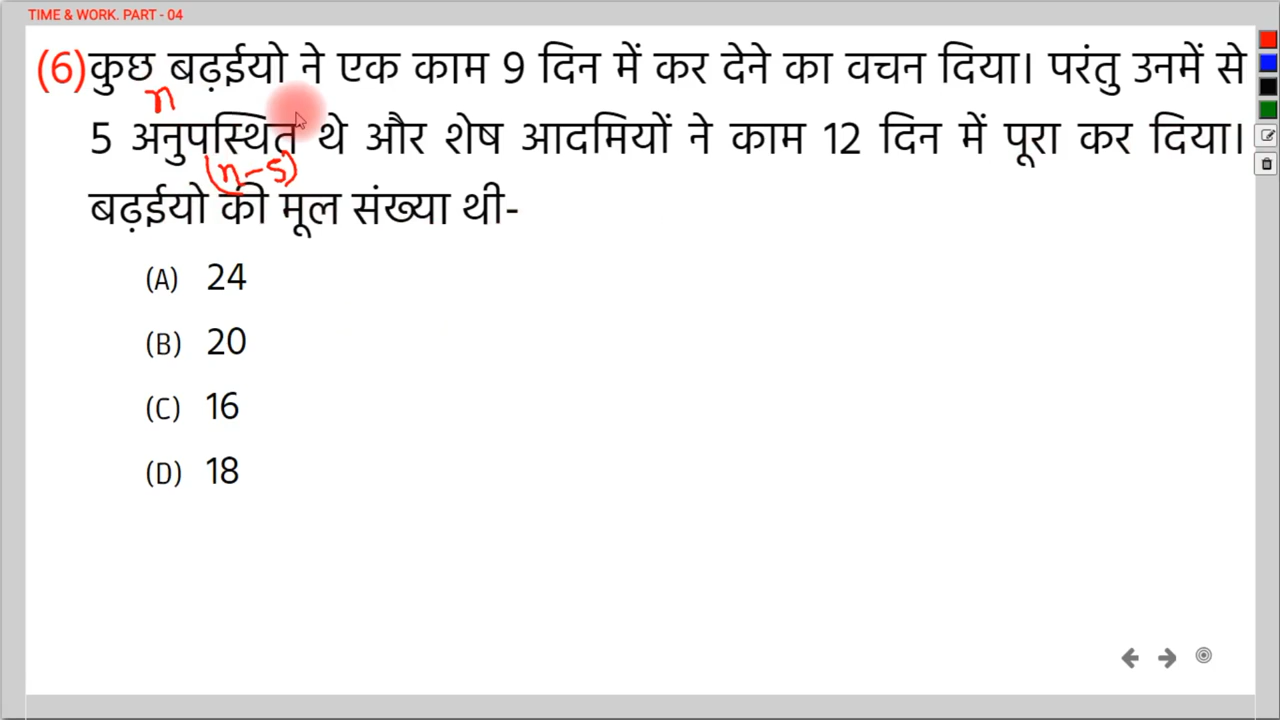 TIME & WORK. PART - 04
(6) कुछ बढ़ईयो ने एक काम 9 दिन में कर देने का वचन दिया। परंतु उनमें से
n
5 अनुपस्थित थे और शेष आदमियों ने काम 12 दिन में पूरा कर दिया।
(n-5)
बढ़ईयो की मूल संख्या थी-
(A) 24
(B) 20
(C) 16
(D) 18